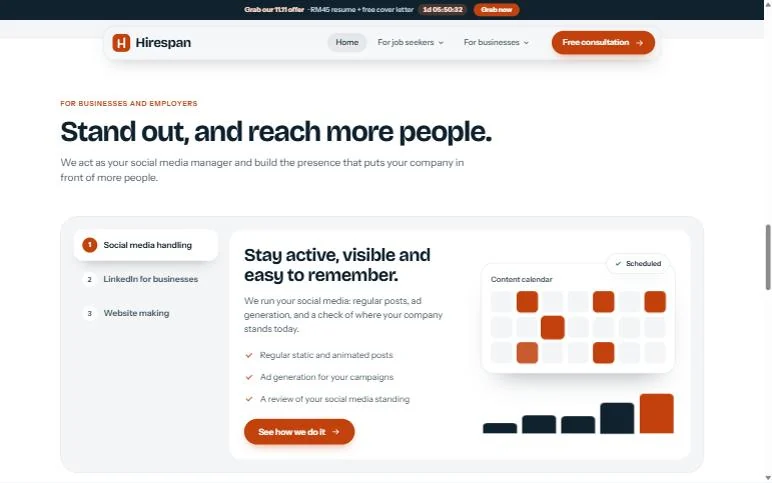 Grab our 11.11 offer - RM45 resume + free cover letter 1d 05:50:32 Grab now
H Hirespan Home For job seekers For businesses Free consultation →
FOR BUSINESSES AND EMPLOYERS
Stand out, and reach more people.
We act as your social media manager and build the presence that puts your company in
front of more people.
1 Social media handling
2 LinkedIn for businesses
3 Website making
Stay active, visible and
easy to remember.
We run your social media: regular posts, ad
generation, and a check of where your company
stands today.
✓ Regular static and animated posts
✓ Ad generation for your campaigns
✓ A review of your social media standing
See how we do it →
✓ Scheduled
Content calendar